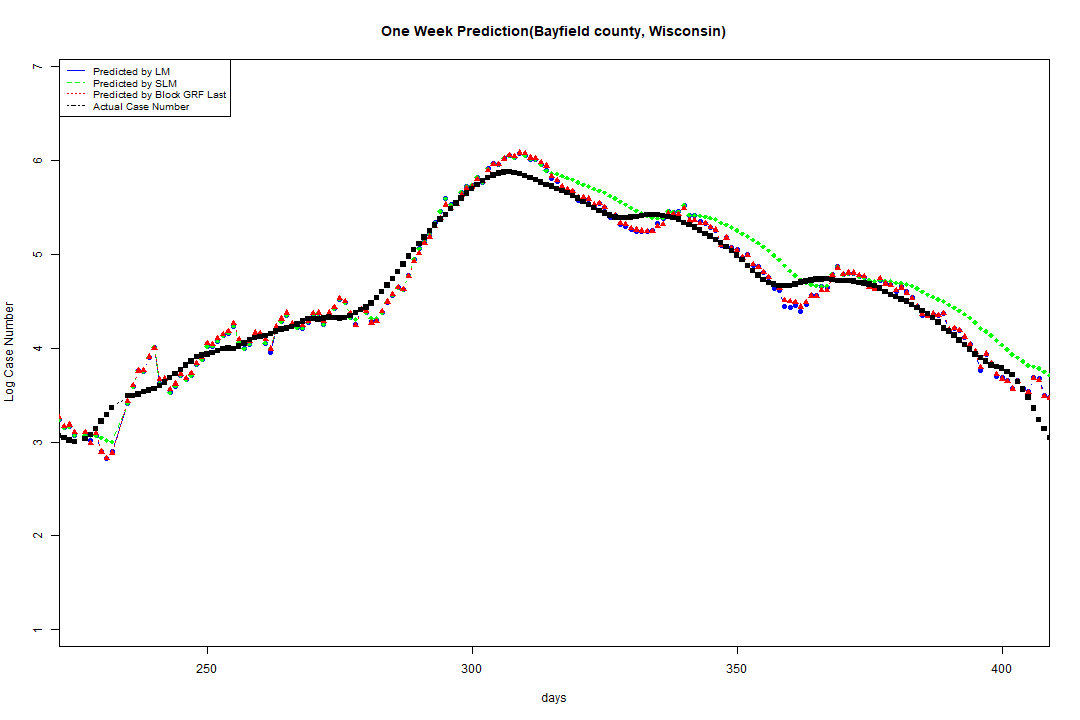 One Week Prediction(Bayfield county, Wisconsin)
Predicted by LM
Predicted by SLM
Predicted by Block GRF Last
Actual Case Number
7
6
5
4
3
2
1
Log Case Number
250 300 350 400
days